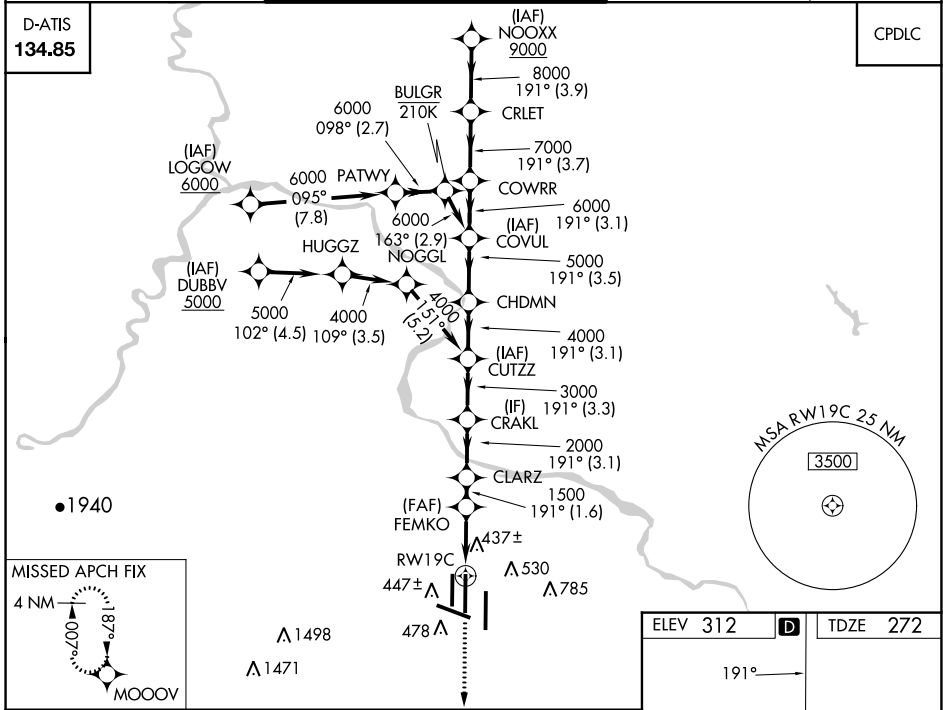 D-ATIS
134.85
(IAF)
NOOXX
9000
CPDLC
8000
191° (3.9)
BULGR
210K
CRLET
6000
098° (2.7)
7000
191° (3.7)
(IAF)
LOGOW
6000
6000
095°
(7.8)
PATWY
COWRR
6000
191° (3.1)
6000
163° (2.9)
(IAF)
COVUL
HUGGZ
NOGGL
5000
191° (3.5)
(IAF)
DUBBV
5000
5000
102° (4.5)
4000
109° (3.5)
4000
151°
(5.2)
CHDMN
4000
191° (3.1)
(IAF)
CUTZZ
3000
191° (3.3)
(IF)
CRAKL
2000
191° (3.1)
MSA RW19C 25 NM
3500
CLARZ
1500
191° (1.6)
1940
(FAF)
FEMKO
437±
RW19C
530
447±
785
MISSED APCH FIX
4 NM
187°
007°
MOOOV
478
1498
1471
ELEV 312
D
TDZE 272
191°